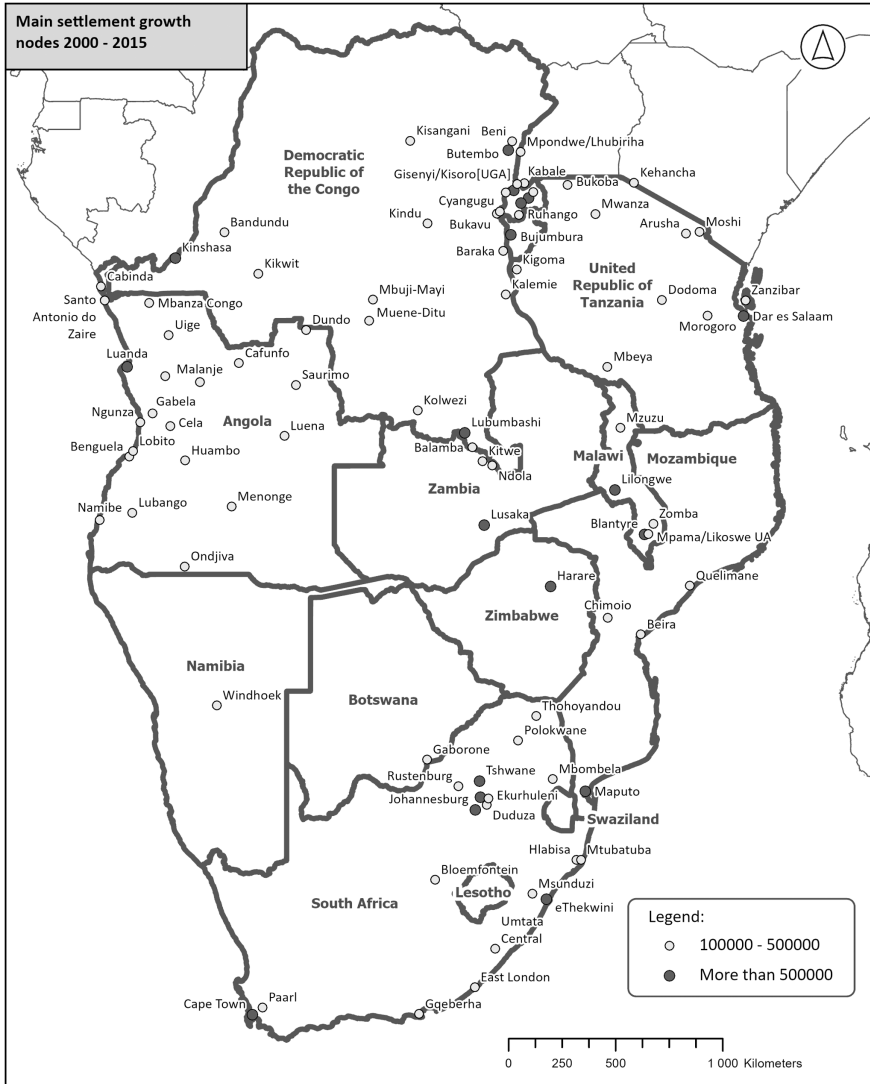 Main settlement growth
nodes 2000 - 2015
Kisangani
Beni
Mpondwe/Lhubiriha
Butembo
Democratic
Republic of
the Congo
Gisenyi/Kisoro[UGA]
Kabale
Bukoba
Kehancha
Cyangugu
Kindu
Bukavu
Ruhango
Mwanza
Arusha
Moshi
Bandundu
Kinshasa
Bujumbura
Baraka
Kigoma
Kikwit
Cabinda
United
Republic of
Tanzania
Kalemie
Dodoma
Zanzibar
Santo
Antonio do
Zaire
Mbanza Congo
Mbuji-Mayi
Muene-Ditu
Morogoro
Dar es Salaam
Uige
Dundo
Luanda
Cafunfo
Malanje
Saurimo
Mbeya
Gabela
Ngunza
Cela
Angola
Kolwezi
Mzuzu
Lobito
Benguela
Huambo
Luena
Lubumbashi
Balamba
Kitwe
Ndola
Malawi
Mozambique
Zambia
Lilongwe
Menonge
Lubango
Namibe
Lusaka
Zomba
Blantyre
Mpama/Likoswe UA
Ondjiva
Harare
Quelimane
Zimbabwe
Chimoio
Beira
Namibia
Windhoek
Botswana
Thohoyandou
Polokwane
Gaborone
Tshwane
Rustenburg
Mbombela
Johannesburg
Ekurhuleni
Maputo
Duduza
Swaziland
Hlabisa
Mtubatuba
Bloemfontein
Lesotho
Msunduzi
South Africa
eThekwini
Umtata
Central
East London
Gqeberha
Cape Town
Paarl
Legend:
100000 - 500000
More than 500000
0 250 500 1 000 Kilometers